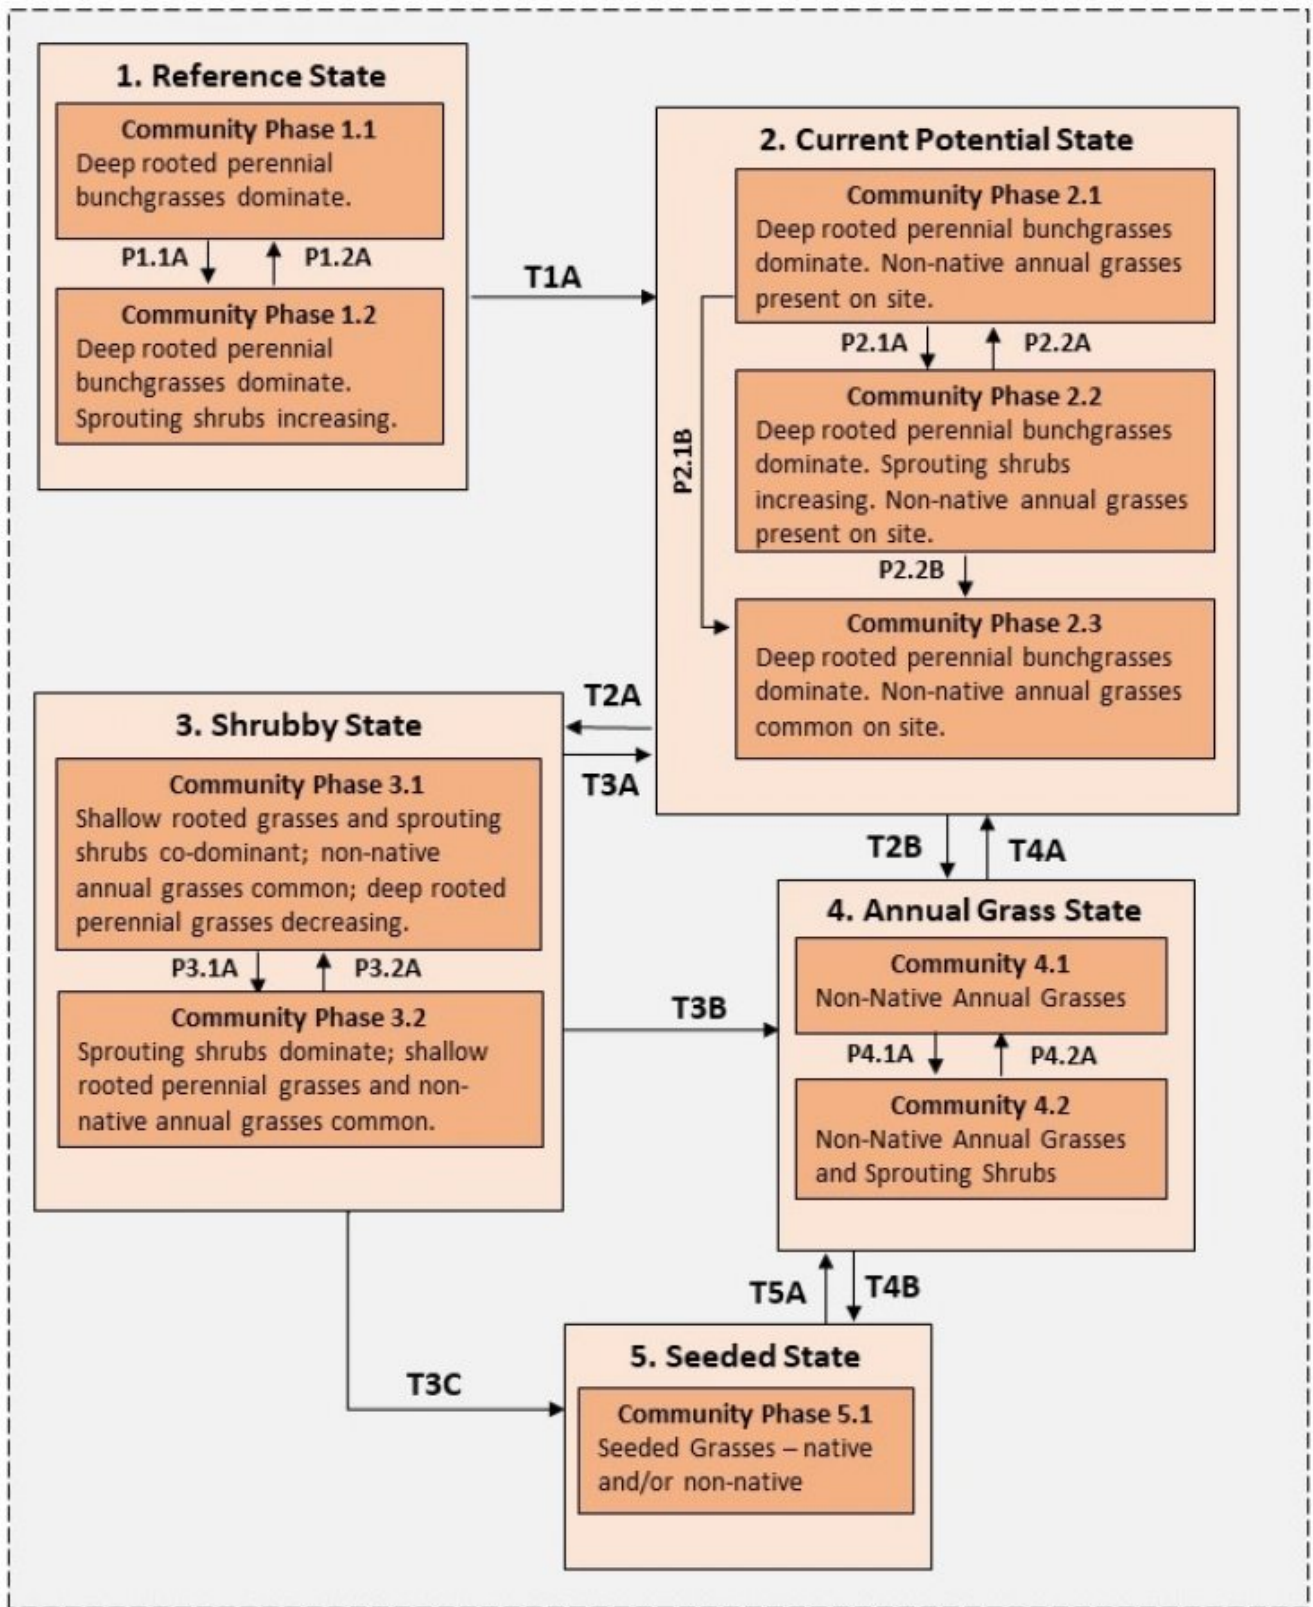 1. Reference State
Community Phase 1.1
Deep rooted perennial
bunchgrasses dominate.
P1.1A
P1.2A
Community Phase 1.2
Deep rooted perennial
bunchgrasses dominate.
Sprouting shrubs increasing.
T1A
2. Current Potential State
Community Phase 2.1
Deep rooted perennial bunchgrasses
dominate. Non-native annual grasses
present on site.
P2.1A
P2.2A
P2.1B
Community Phase 2.2
Deep rooted perennial bunchgrasses
dominate. Sprouting shrubs
increasing. Non-native annual grasses
present on site.
P2.2B
Community Phase 2.3
Deep rooted perennial bunchgrasses
dominate. Non-native annual grasses
common on site.
T2A
T3A
3. Shrubby State
Community Phase 3.1
Shallow rooted grasses and sprouting
shrubs co-dominant; non-native
annual grasses common; deep rooted
perennial grasses decreasing.
P3.1A
P3.2A
Community Phase 3.2
Sprouting shrubs dominate; shallow
rooted perennial grasses and non-
native annual grasses common.
T2B
T4A
T3B
4. Annual Grass State
Community 4.1
Non-Native Annual Grasses
P4.1A
P4.2A
Community 4.2
Non-Native Annual Grasses
and Sprouting Shrubs
T5A
T4B
T3C
5. Seeded State
Community Phase 5.1
Seeded Grasses – native
and/or non-native